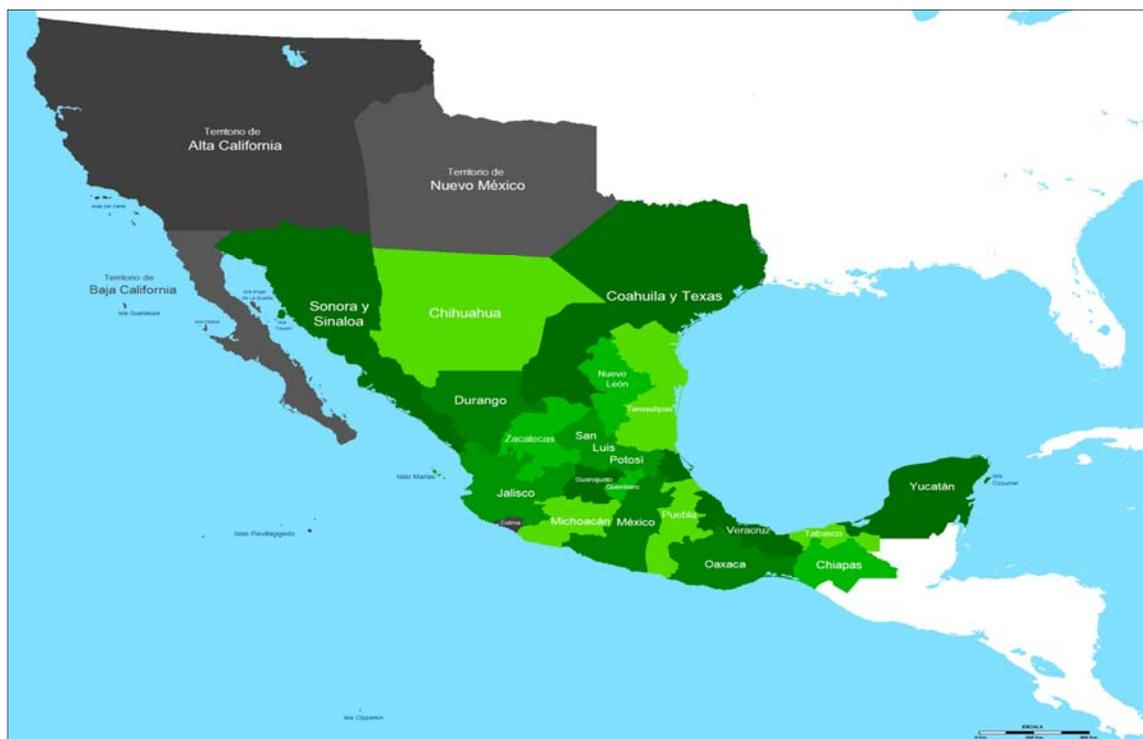 Territorio de
Alta California
Territorio de
Nuevo México
Territorio de
Baja California
Isla Guadalupe
Sonora y
Sinaloa
Chihuahua
Coahuila y Texas
Nuevo
León
Durango
Tamaulipas
Zacatecas
San
Luis
Potosí
Islas Marías
Guanajuato
Querétaro
Jalisco
Yucatán
Isla
Cozumel
Colima
Michoacán
México
Puebla
Veracruz
Tabasco
Islas Revillagigedo
Oaxaca
Chiapas
Isla Clipperton
ESCALA